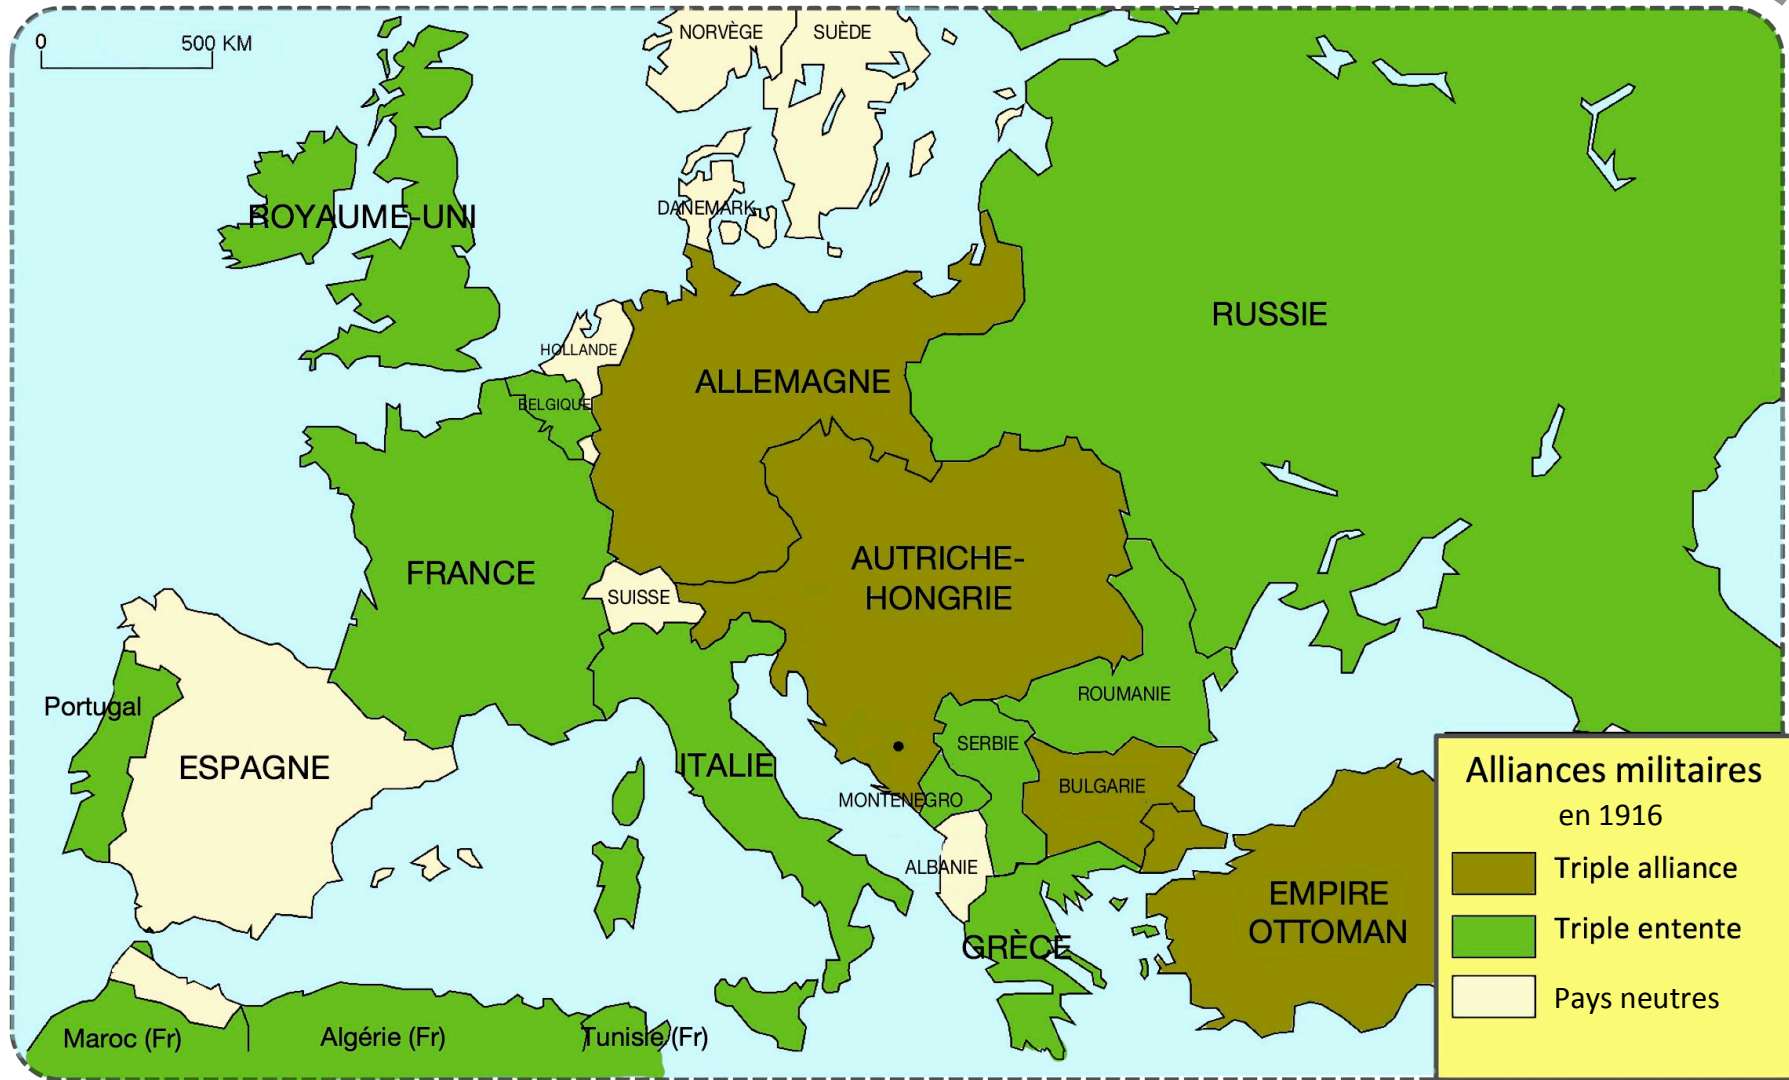 0 500 KM
NORVÈGE
SUÈDE
ROYAUME-UNI
DANEMARK
RUSSIE
HOLLANDE
ALLEMAGNE
BELGIQUE
AUTRICHE-
HONGRIE
FRANCE
SUISSE
ROUMANIE
Portugal
SERBIE
ESPAGNE
ITALIE
BULGARIE
MONTENEGRO
ALBANIE
EMPIRE
OTTOMAN
GRÈCE
Maroc (Fr)
Algérie (Fr)
Tunisie (Fr)
Alliances militaires
en 1916
Triple alliance
Triple entente
Pays neutres